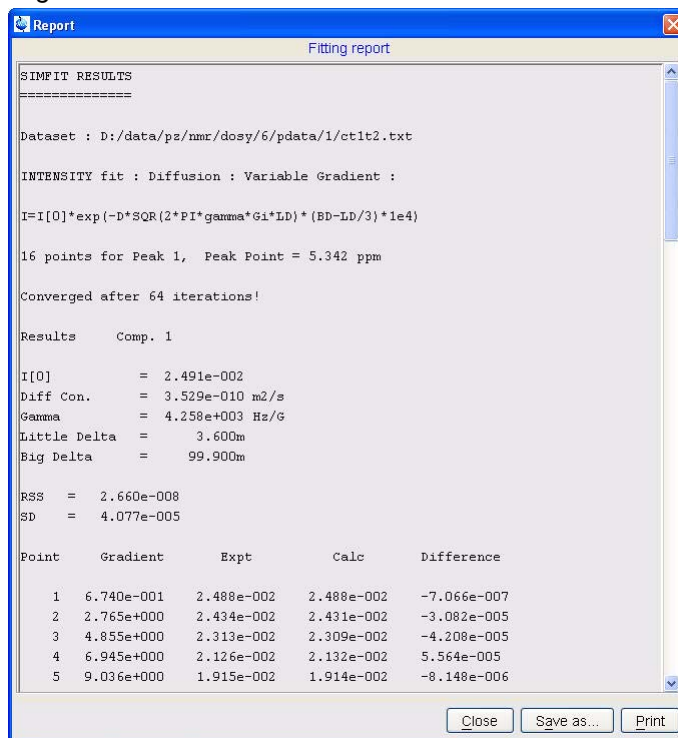 Report
Fitting report
SIMFIT RESULTS
==============
Dataset : D:/data/pz/nmr/dosy/6/pdata/1/ct1t2.txt
INTENSITY fit : Diffusion : Variable Gradient :
I=I[0]*exp(-D*SQR(2*PI*gamma*Gi*LD)*(BD-LD/3)*1e4)
16 points for Peak 1, Peak Point = 5.342 ppm
Converged after 64 iterations!
Results Comp. 1
I[0] = 2.491e-002
Diff Con. = 3.529e-010 m2/s
Gamma = 4.258e+003 Hz/G
Little Delta = 3.600m
Big Delta = 99.900m
RSS = 2.660e-008
SD = 4.077e-005
Point Gradient Expt Calc Difference
1 6.740e-001 2.488e-002 2.488e-002 -7.066e-007
2 2.765e+000 2.434e-002 2.431e-002 -3.082e-005
3 4.855e+000 2.313e-002 2.309e-002 -4.208e-005
4 6.945e+000 2.126e-002 2.132e-002 5.564e-005
5 9.036e+000 1.915e-002 1.914e-002 -8.148e-006
Close Save as... Print